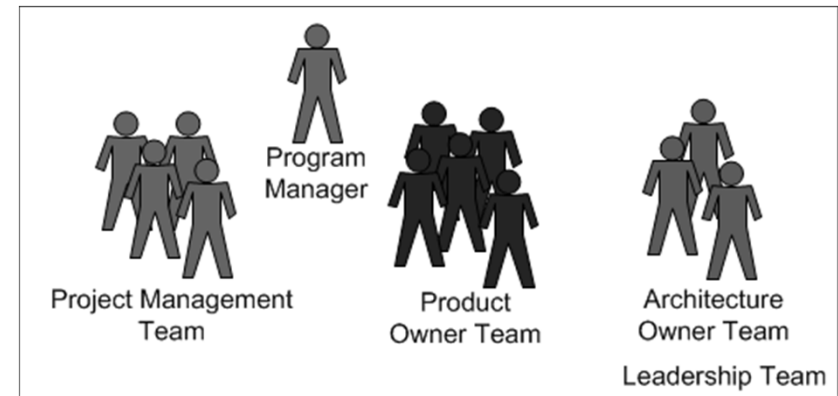 Program
Manager
Project Management
Team
Product
Owner Team
Architecture
Owner Team
Leadership Team